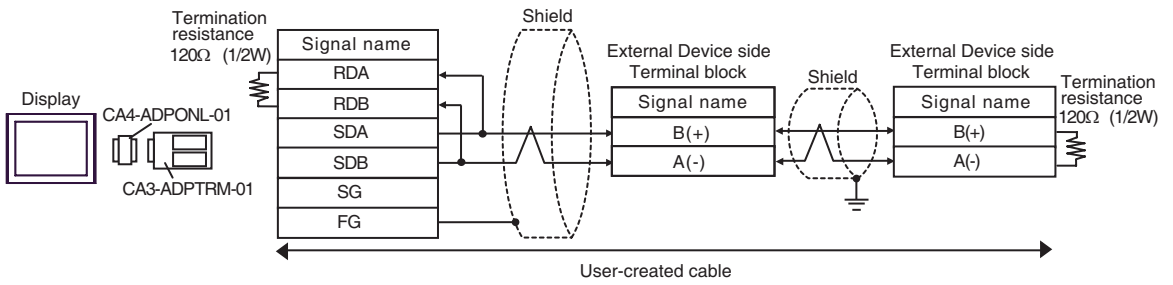 Display
CA4-ADPONL-01
CA3-ADPTRM-01
Termination
resistance
120Ω (1/2W)
Signal name
RDA
RDB
SDA
SDB
SG
FG
Shield
External Device side
Terminal block
Signal name
B(+)
A(-)
Shield
External Device side
Terminal block
Signal name
B(+)
A(-)
Termination
resistance
120Ω (1/2W)
User-created cable